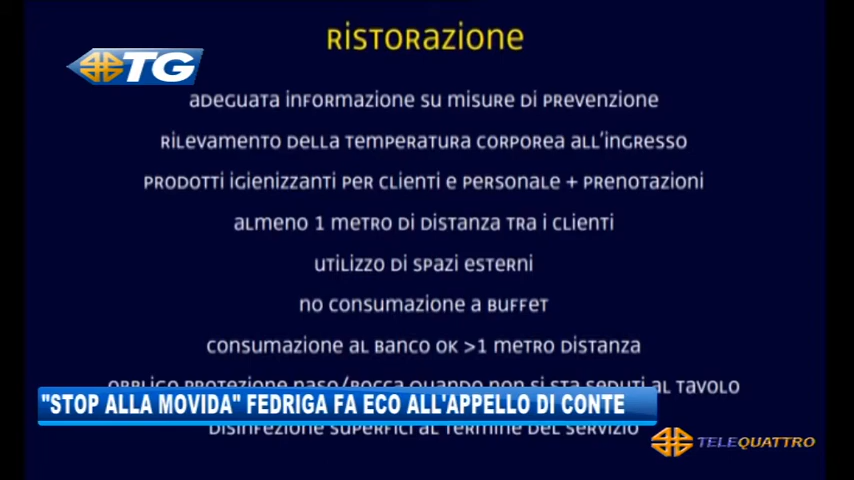 RISTORAZIONE
TG
ADEGUATA INFORMAZIONE SU MISURE DI PREVENZIONE
RILEVAMENTO DELLA TEMPERATURA CORPOREA ALL'INGRESSO
PRODOTTI IGIENIZZANTI PER CLIENTI E PERSONALE + PRENOTAZIONI
ALMENO 1 METRO DI DISTANZA TRA I CLIENTI
UTILIZZO DI SPAZI ESTERNI
NO CONSUMAZIONE A BUFFET
CONSUMAZIONE AL BANCO OK >1 METRO DISTANZA
OBBLIGO PROTEZIONE NASO/BOCCA QUANDO NON SI STA SEDUTI AL TAVOLO
"STOP ALLA MOVIDA" FEDRIGA FA ECO ALL'APPELLO DI CONTE
DISINFEZIONE SUPERFICI AL TERMINE DEL SERVIZIO
TELEQUATTRO